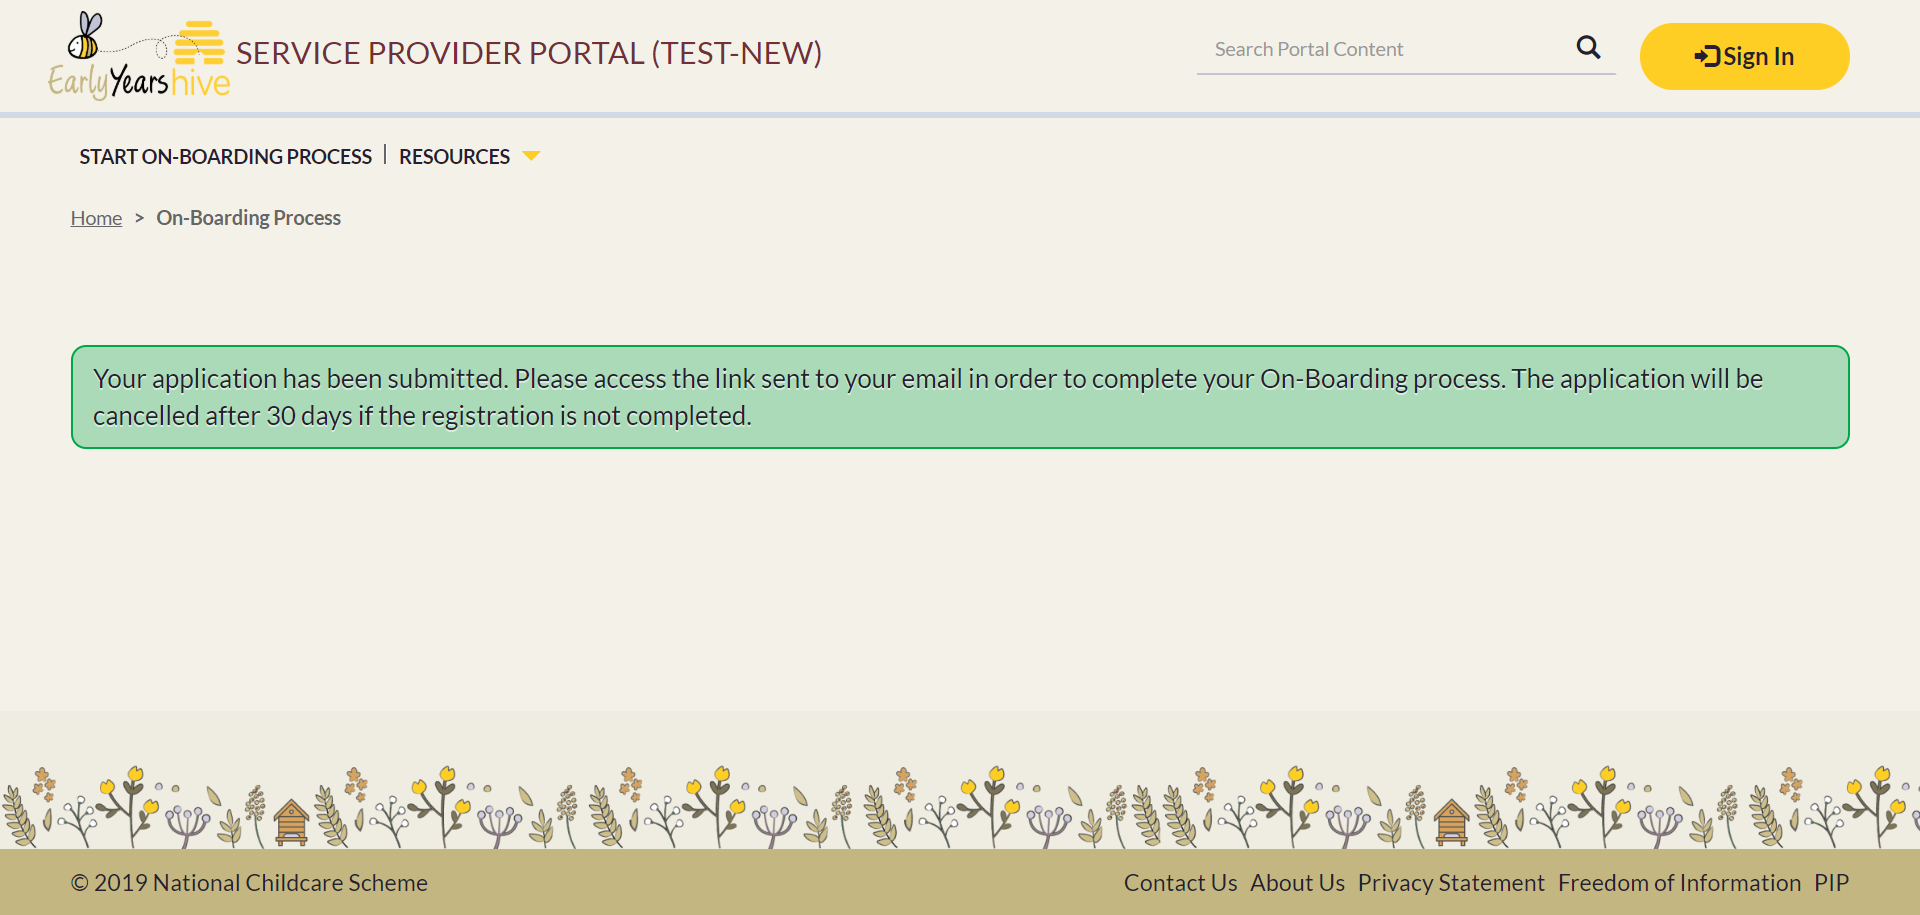 Early Years hive
SERVICE PROVIDER PORTAL (TEST-NEW)
Search Portal Content
Sign In
START ON-BOARDING PROCESS | RESOURCES
Home > On-Boarding Process
Your application has been submitted. Please access the link sent to your email in order to complete your On-Boarding process. The application will be
cancelled after 30 days if the registration is not completed.
© 2019 National Childcare Scheme
Contact Us About Us Privacy Statement Freedom of Information PIP